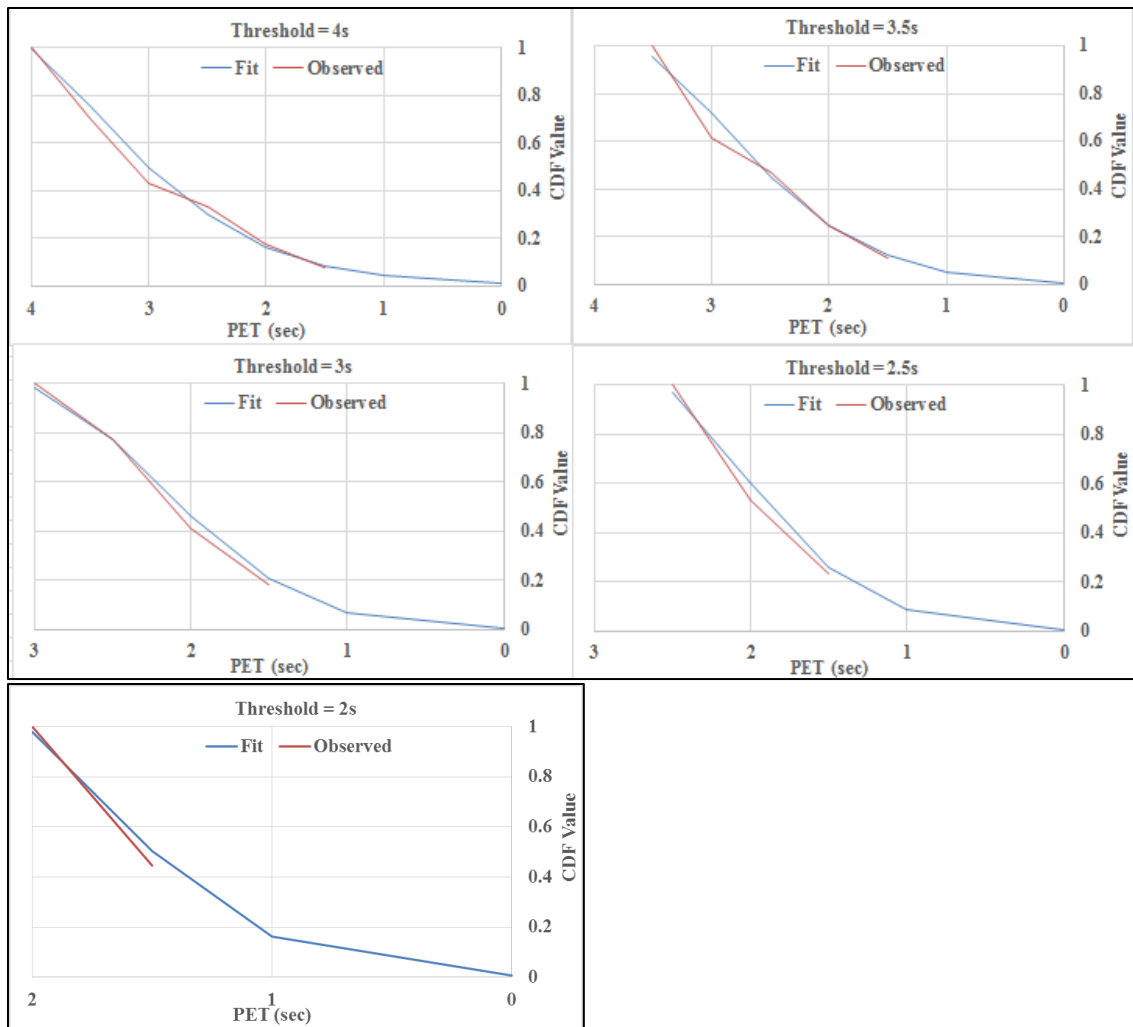 Threshold = 4s
Fit Observed
1
0.8
0.6
0.4
0.2
0
CDF Value
4 3 2 1 0
PET (sec)
Threshold = 3.5s
Fit Observed
1
0.8
0.6
0.4
0.2
0
CDF Value
4 3 2 1 0
PET (sec)
Threshold = 3s
Fit Observed
1
0.8
0.6
0.4
0.2
0
CDF Value
3 2 1 0
PET (sec)
Threshold = 2.5s
Fit Observed
1
0.8
0.6
0.4
0.2
0
CDF Value
3 2 1 0
PET (sec)
Threshold = 2s
Fit Observed
1
0.8
0.6
0.4
0.2
0
CDF Value
2 1 0
PET (sec)